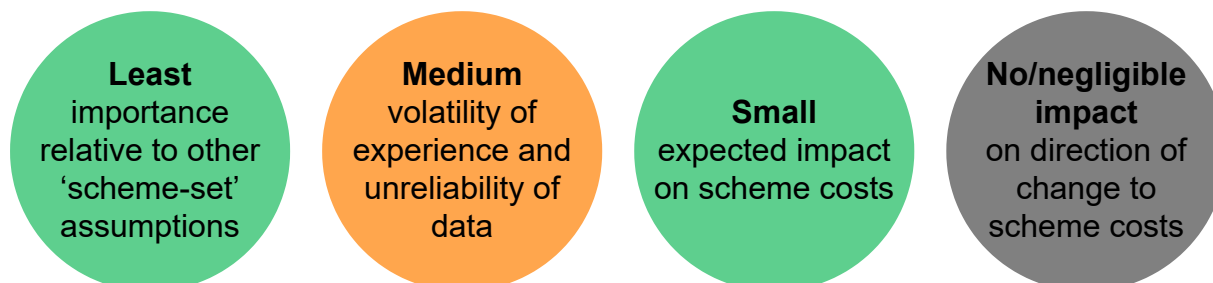 Least
importance
relative to other
‘scheme-set’
assumptions
Medium
volatility of
experience and
unreliability of
data
Small
expected impact
on scheme costs
No/negligible
impact
on direction of
change to
scheme costs